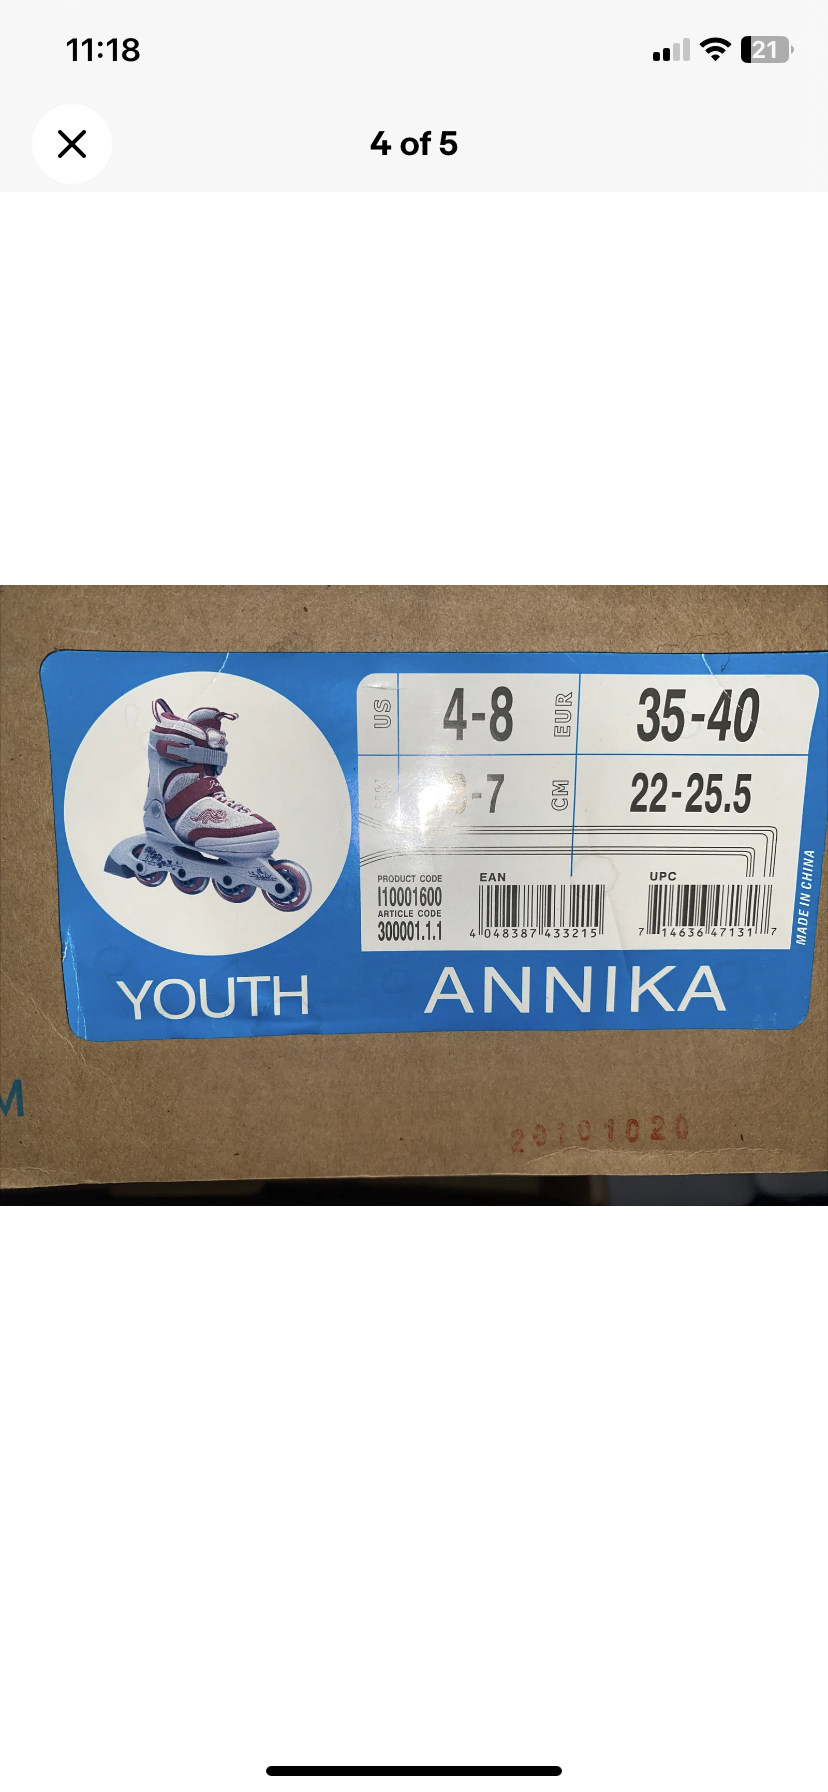 11:18
21
4 of 5
US
4-8
EUR
35-40
-7
CM
22-25.5
PRODUCT CODE
I10001600
ARTICLE CODE
300001.1.1
EAN
4 048387 433215
UPC
7 14636 47131 7
MADE IN CHINA
YOUTH
ANNIKA
M
20101020